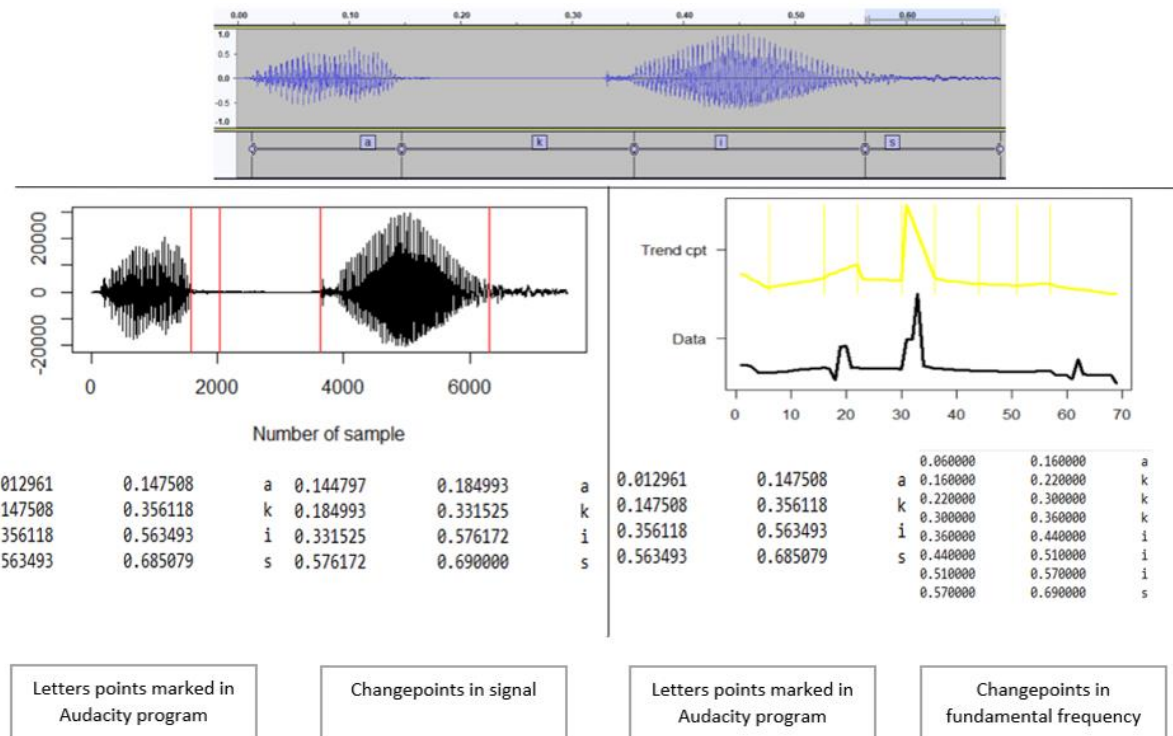 0.00 0.10 0.20 0.30 0.40 0.50 0.60
1.0
0.5
0.0
-0.5
-1.0
a k i s
20000
0
-20000
0 2000 4000 6000
Number of sample
Trend cpt
Data
0 10 20 30 40 50 60 70
012961 0.147508 a 0.144797 0.184993 a
147508 0.356118 k 0.184993 0.331525 k
356118 0.563493 i 0.331525 0.576172 i
563493 0.685079 s 0.576172 0.690000 s
0.012961 0.147508 a
0.147508 0.356118 k
0.356118 0.563493 i
0.563493 0.685079 s
0.060000 0.160000 a
0.160000 0.220000 k
0.220000 0.300000 k
0.300000 0.360000 k
0.360000 0.440000 i
0.440000 0.510000 i
0.510000 0.570000 i
0.570000 0.690000 s
Letters points marked in
Audacity program
Changepoints in signal
Letters points marked in
Audacity program
Changepoints in
fundamental frequency